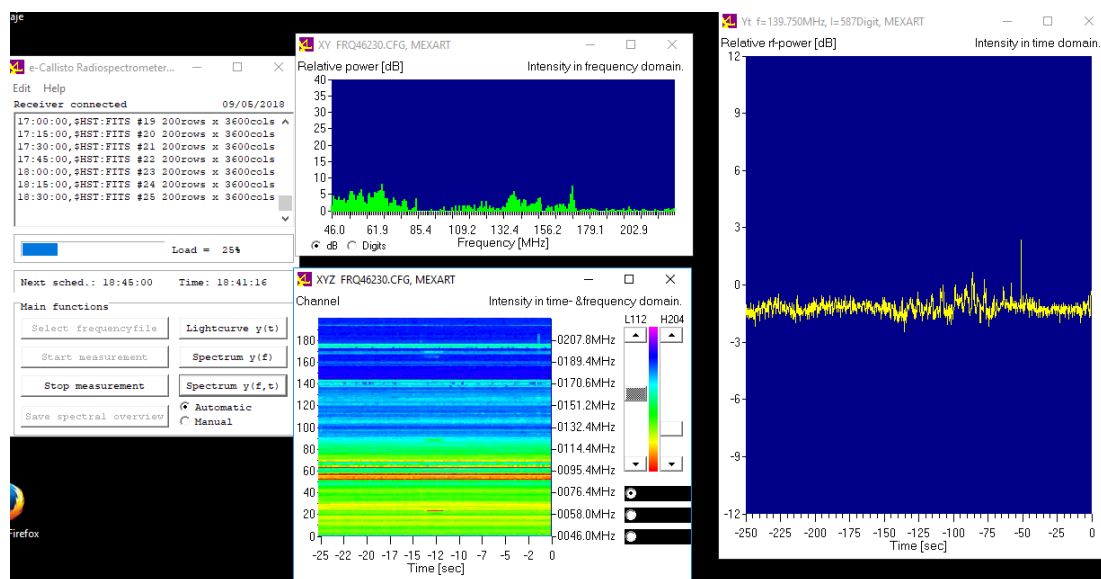 aje
e-Callisto Radiospectrometer...
Edit Help
Receiver connected 09/05/2018
17:00:00,$HST:FITS #19 200rows x 3600cols
17:15:00,$HST:FITS #20 200rows x 3600cols
17:30:00,$HST:FITS #21 200rows x 3600cols
17:45:00,$HST:FITS #22 200rows x 3600cols
18:00:00,$HST:FITS #23 200rows x 3600cols
18:15:00,$HST:FITS #24 200rows x 3600cols
18:30:00,$HST:FITS #25 200rows x 3600cols
Load = 25%
Next sched.: 18:45:00 Time: 18:41:16
Main functions
Select frequencyfile Lightcurve y(t)
Start measurement Spectrum y(f)
Stop measurement Spectrum y(f,t)
Save spectral overview Automatic
Manual
Firefox
XY FRQ46230.CFG, MEXART
Relative power [dB] Intensity in frequency domain.
40
35
30
25
20
15
10
5
0
46.0 61.9 85.4 109.2 132.4 156.2 179.1 202.9
dB Digits Frequency [MHz]
XYZ FRQ46230.CFG, MEXART
Channel Intensity in time- &frequency domain.
L112 H204
180 0207.8MHz
160 0189.4MHz
140 0170.6MHz
120 0151.2MHz
100 0132.4MHz
80 0114.4MHz
60 0095.4MHz
40 0076.4MHz
20 0058.0MHz
0 0046.0MHz
-25 -22 -20 -17 -15 -12 -10 -7 -5 -2 0
Time [sec]
Yt f=139.750MHz, I=587Digit, MEXART
Relative rf-power [dB] Intensity in time domain.
12
9
6
3
0
-3
-6
-9
-12
-250 -225 -200 -175 -150 -125 -100 -75 -50 -25 0
Time [sec]